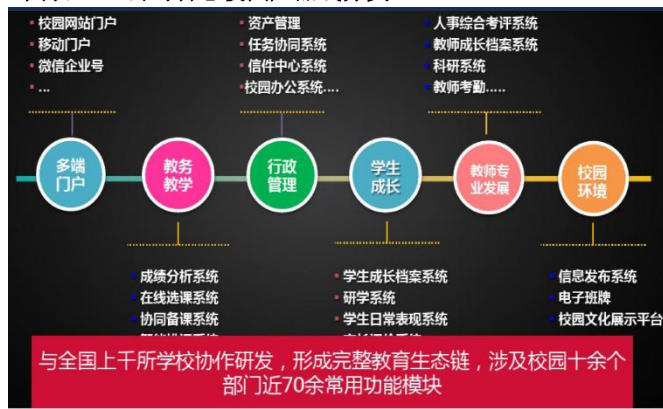 校园网站门户
移动门户
微信企业号
...
资产管理
任务协同系统
信件中心系统
校园办公系统....
人事综合考评系统
教师成长档案系统
科研系统
教师考勤.....
多端
门户
教务
教学
行政
管理
学生
成长
教师专
业发展
校园
环境
成绩分析系统
在线选课系统
协同备课系统
学生成长档案系统
研学系统
学生日常表现系统
信息发布系统
电子班牌
校园文化展示平台
与全国上千所学校协作研发，形成完整教育生态链，涉及校园十余个
部门近70余常用功能模块